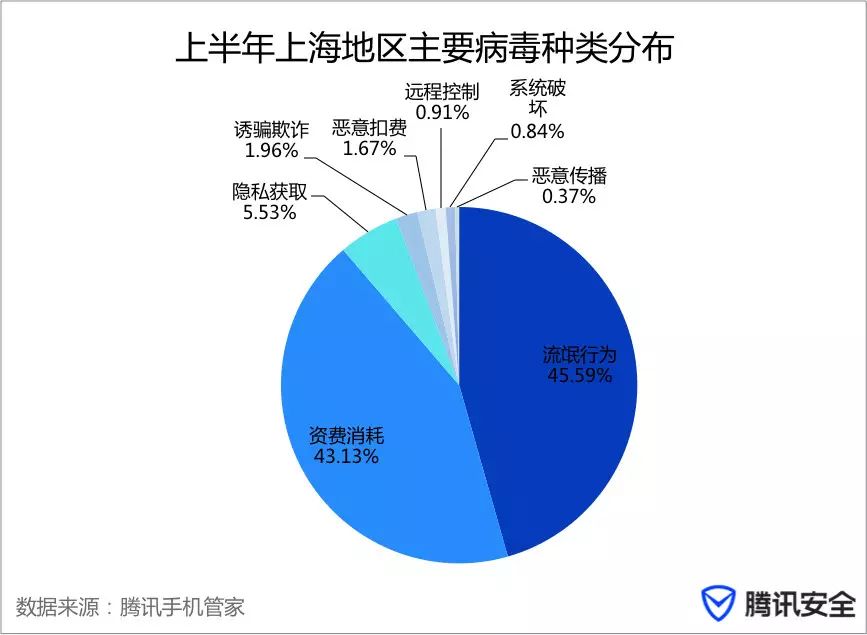 上半年上海地区主要病毒种类分布
远程控制
0.91%
系统破
坏
0.84%
诱骗欺诈
1.96%
恶意扣费
1.67%
恶意传播
0.37%
隐私获取
5.53%
流氓行为
45.59%
资费消耗
43.13%
数据来源：腾讯手机管家
腾讯安全